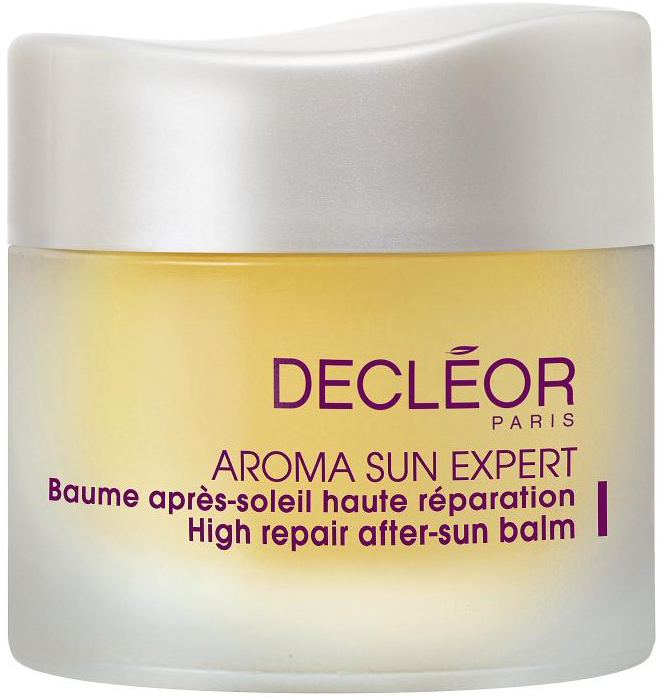 DECLÉOR
PARIS
AROMA SUN EXPERT
Baume après-soleil haute réparation
High repair after-sun balm